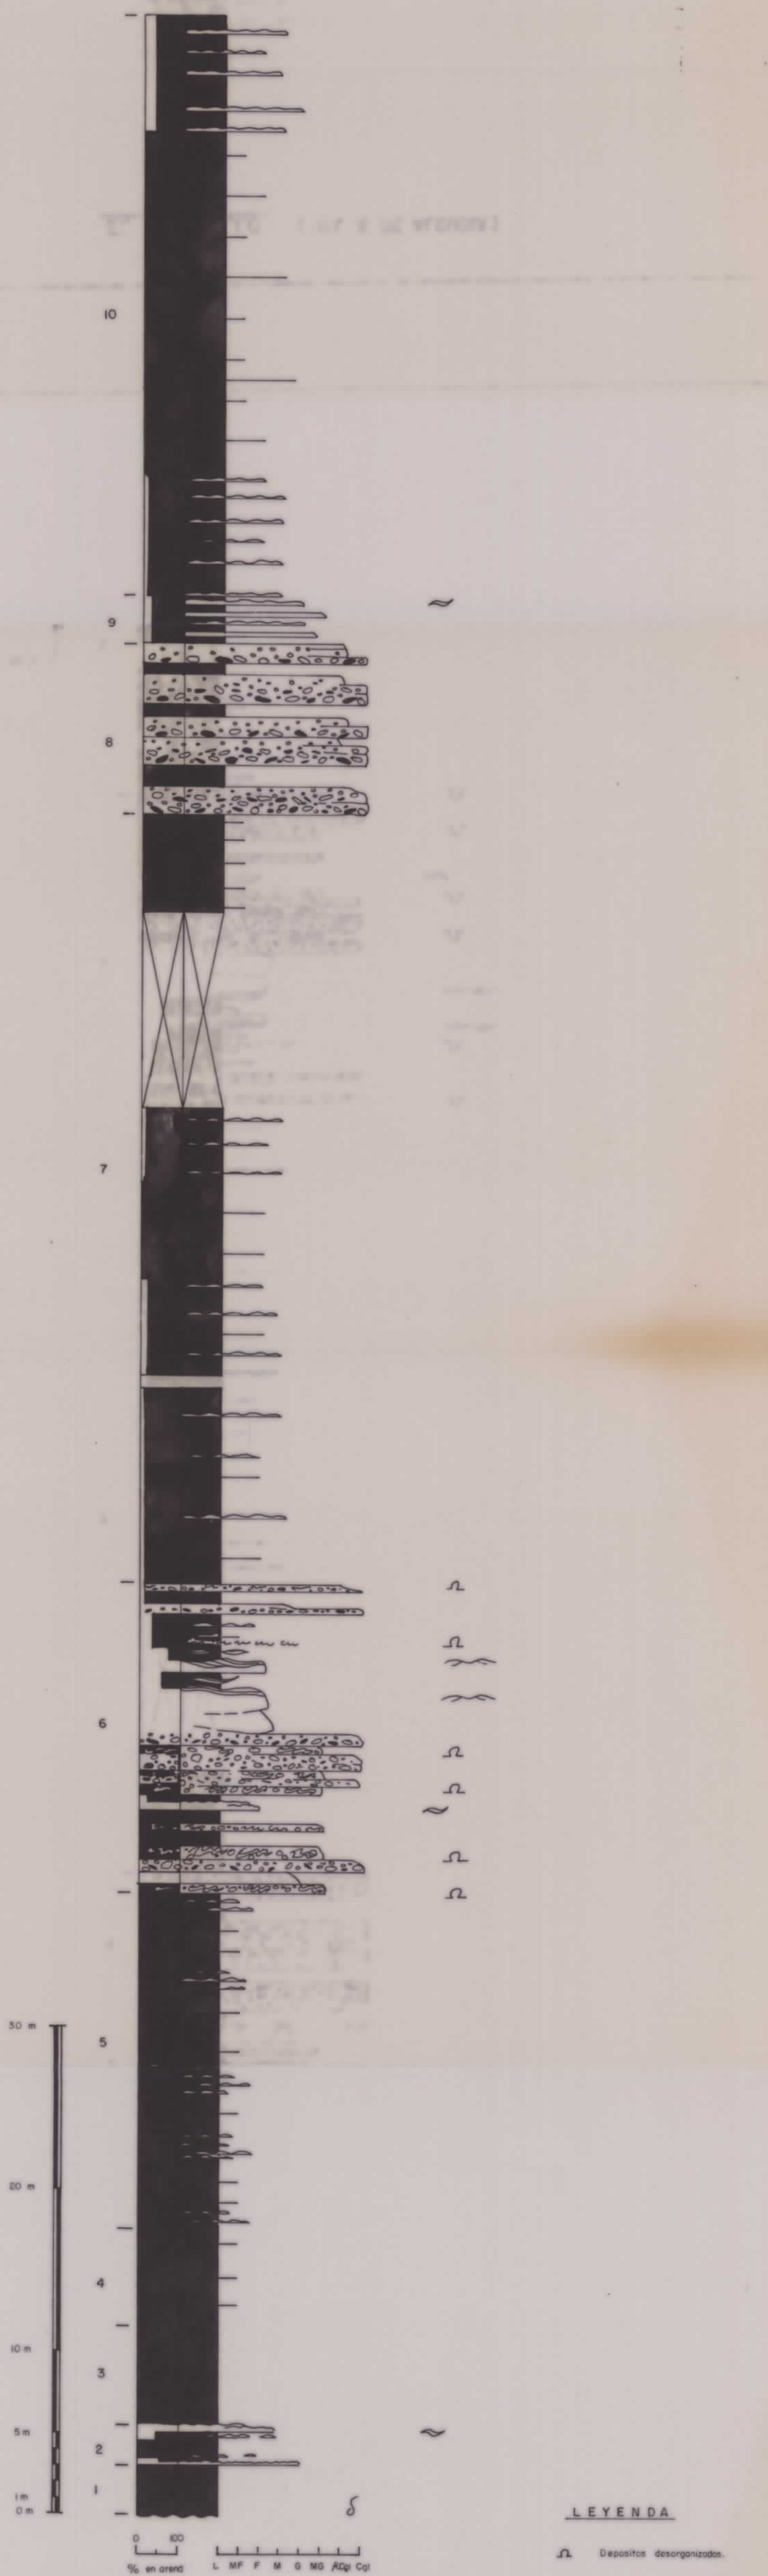 10
9
8
7
6
5
4
3
2
1
30 m
20 m
10 m
5 m
1 m
0 m
δ
0 100
% en arena
L MF F M G MG Cgl
LEYENDA
Ω Depositos desorganizados.